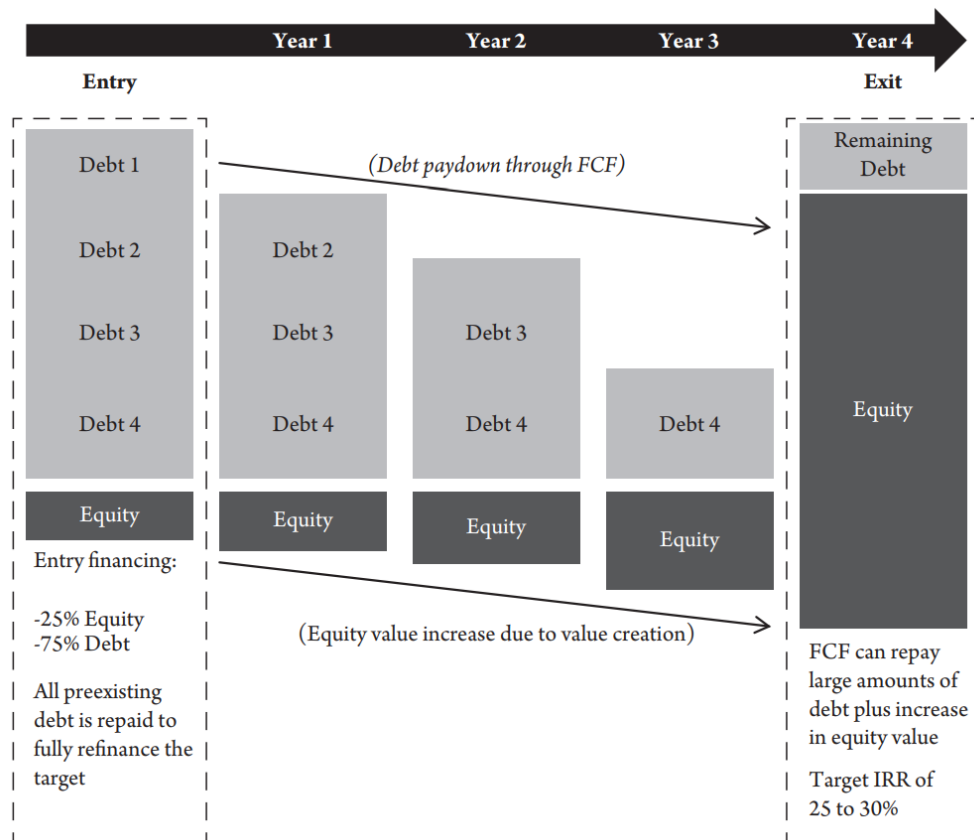 Year 1 Year 2 Year 3 Year 4
Entry Exit
Debt 1
Debt 2
Debt 3
Debt 4
Equity
Entry financing:
-25% Equity
-75% Debt
All preexisting
debt is repaid to
fully refinance the
target
(Debt paydown through FCF)
Debt 2
Debt 3
Debt 4
Equity
Debt 3
Debt 4
Equity
Debt 4
Equity
(Equity value increase due to value creation)
Remaining
Debt
Equity
FCF can repay
large amounts of
debt plus increase
in equity value
Target IRR of
25 to 30%